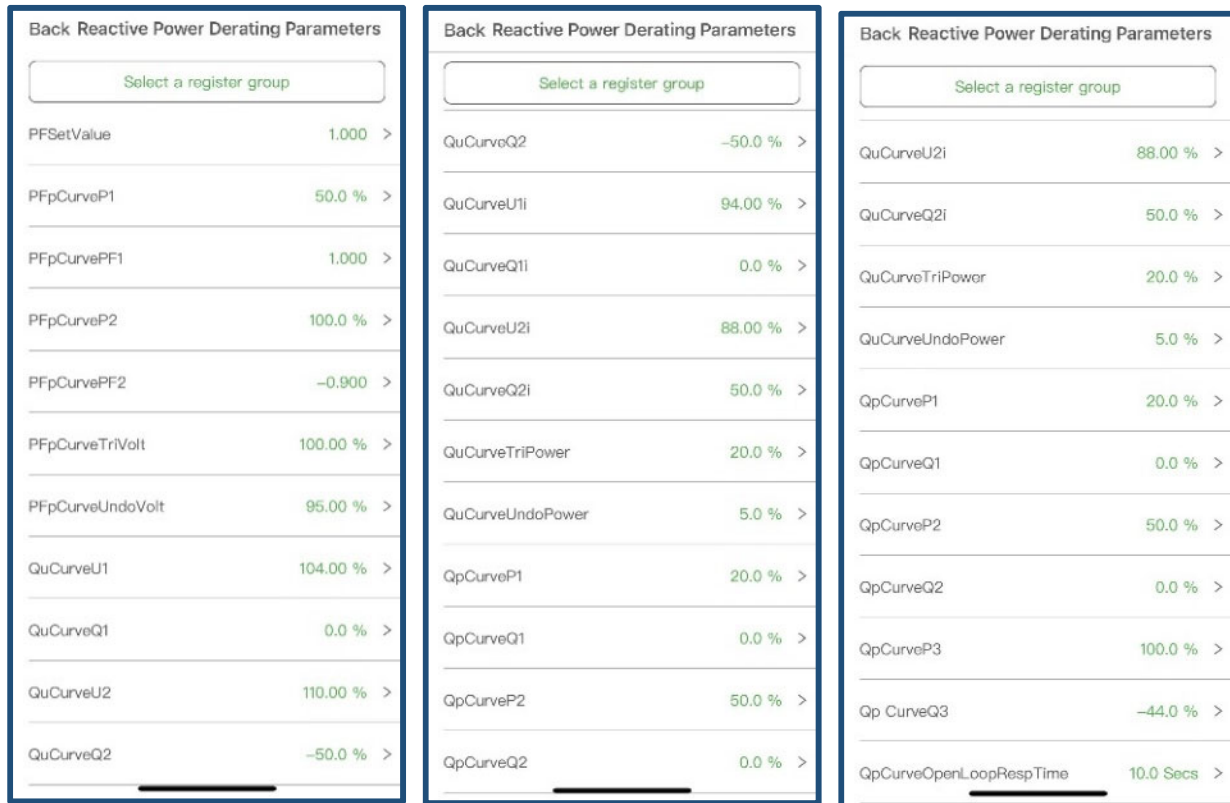 Back Reactive Power Derating Parameters
Select a register group
PFSetValue 1.000 >
PFpCurveP1 50.0 % >
PFpCurvePF1 1.000 >
PFpCurveP2 100.0 % >
PFpCurvePF2 -0.900 >
PFpCurveTriVolt 100.00 % >
PFpCurveUndoVolt 95.00 % >
QuCurveU1 104.00 % >
QuCurveQ1 0.0 % >
QuCurveU2 110.00 % >
QuCurveQ2 -50.0 % >
Back Reactive Power Derating Parameters
Select a register group
QuCurveQ2 -50.0 % >
QuCurveU1i 94.00 % >
QuCurveQ1i 0.0 % >
QuCurveU2i 88.00 % >
QuCurveQ2i 50.0 % >
QuCurveTriPower 20.0 % >
QuCurveUndoPower 5.0 % >
QpCurveP1 20.0 % >
QpCurveQ1 0.0 % >
QpCurveP2 50.0 % >
QpCurveQ2 0.0 % >
Back Reactive Power Derating Parameters
Select a register group
QuCurveU2i 88.00 % >
QuCurveQ2i 50.0 % >
QuCurveTriPower 20.0 % >
QuCurveUndoPower 5.0 % >
QpCurveP1 20.0 % >
QpCurveQ1 0.0 % >
QpCurveP2 50.0 % >
QpCurveQ2 0.0 % >
QpCurveP3 100.0 % >
Qp CurveQ3 -44.0 % >
QpCurveOpenLoopRespTime 10.0 Secs >